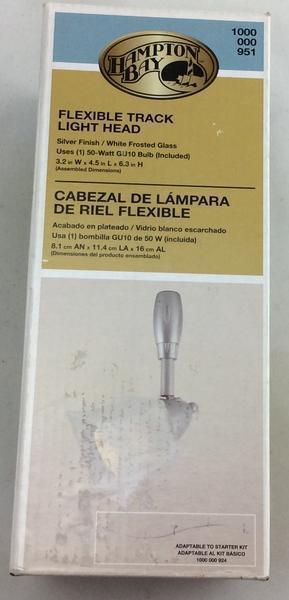 HAMPTON
BAY
1000
000
951
FLEXIBLE TRACK
LIGHT HEAD
Silver Finish / White Frosted Glass
Uses (1) 50-Watt GU10 Bulb (Included)
3.2 in W x 4.5 in L x 6.3 in H
(Assembled Dimensions)
CABEZAL DE LÁMPARA
DE RIEL FLEXIBLE
Acabado en plateado / Vidrio blanco escarchado
Usa (1) bombilla GU10 de 50 W (incluida)
8.1 cm AN x 11.4 cm LA x 16 cm AL
(Dimensiones del producto ensamblado)
ADAPTABLE TO STARTER KIT
ADAPTABLE AL KIT BÁSICO
1000 000 924